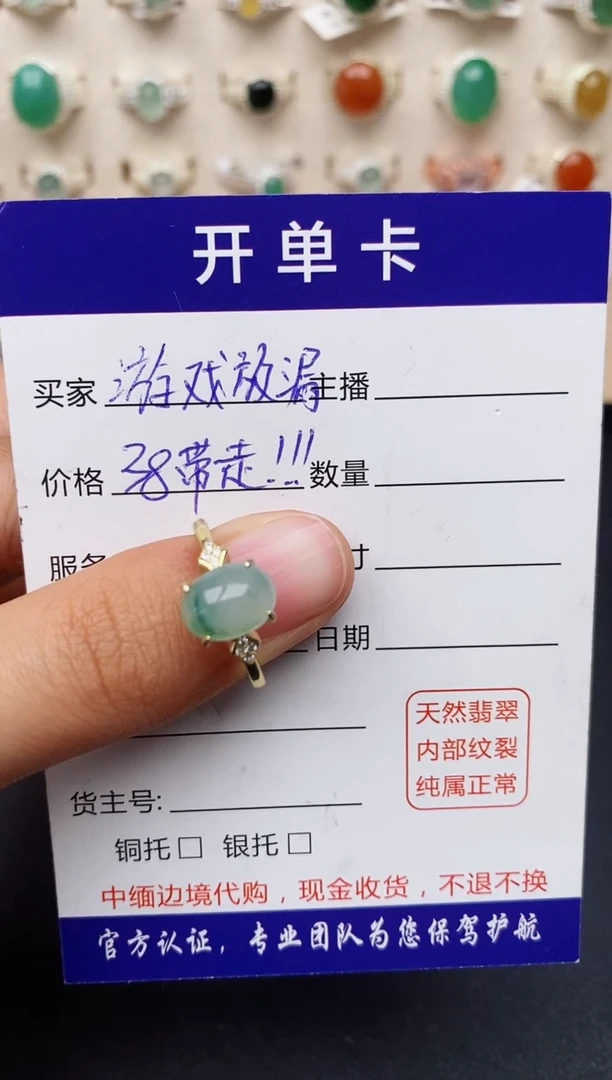 开单卡
买家 游戏放漏 主播
价格 38带走!!! 数量
服务 寸
日期
天然翡翠
内部纹裂
纯属正常
货主号:
铜托□ 银托□
中缅边境代购，现金收货，不退不换
官方认证，专业团队为您保驾护航